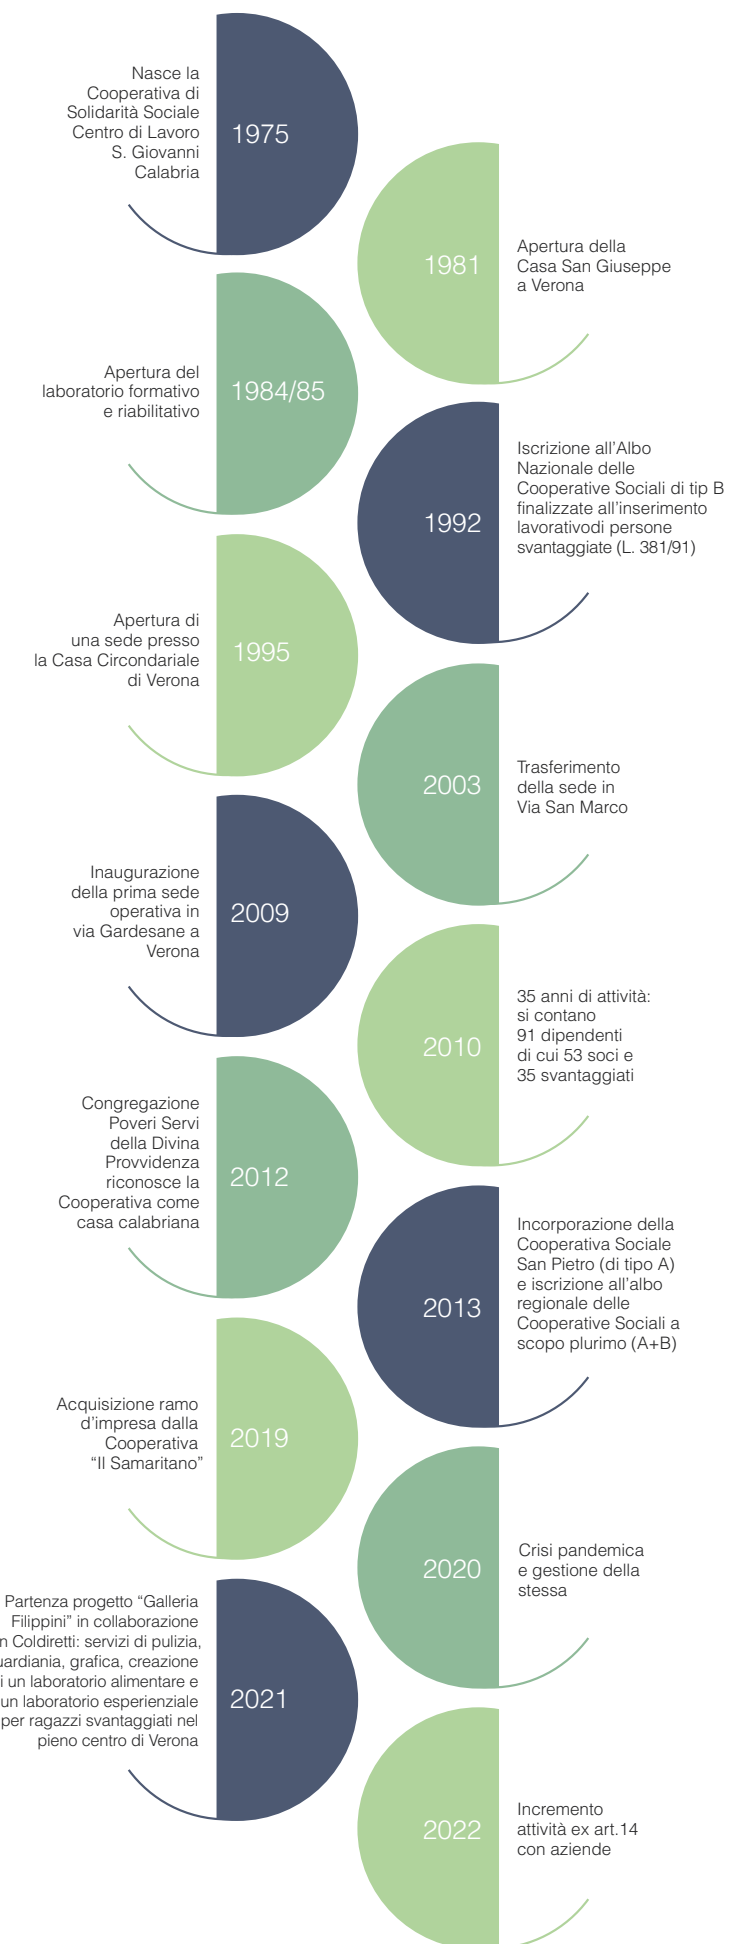 Nasce la
Cooperativa di
Solidarità Sociale
Centro di Lavoro
S. Giovanni
Calabria
1975
1981
Apertura della
Casa San Giuseppe
a Verona
Apertura del
laboratorio formativo
e riabilitativo
1984/85
1992
Iscrizione all'Albo
Nazionale delle
Cooperative Sociali di tip B
finalizzate all'inserimento
lavorativodi persone
svantaggiate (L. 381/91)
Apertura di
una sede presso
la Casa Circondariale
di Verona
1995
2003
Trasferimento
della sede in
Via San Marco
Inaugurazione
della prima sede
operativa in
via Gardesane a
Verona
2009
2010
35 anni di attività:
si contano
91 dipendenti
di cui 53 soci e
35 svantaggiati
Congregazione
Poveri Servi
della Divina
Provvidenza
riconosce la
Cooperativa come
casa calabriana
2012
2013
Incorporazione della
Cooperativa Sociale
San Pietro (di tipo A)
e iscrizione all'albo
regionale delle
Cooperative Sociali a
scopo plurimo (A+B)
Acquisizione ramo
d'impresa dalla
Cooperativa
“Il Samaritano”
2019
2020
Crisi pandemica
e gestione della
stessa
Partenza progetto “Galleria
Filippini” in collaborazione
n Coldiretti: servizi di pulizia,
uardiania, grafica, creazione
i un laboratorio alimentare e
un laboratorio esperienziale
per ragazzi svantaggiati nel
pieno centro di Verona
2021
2022
Incremento
attività ex art.14
con aziende